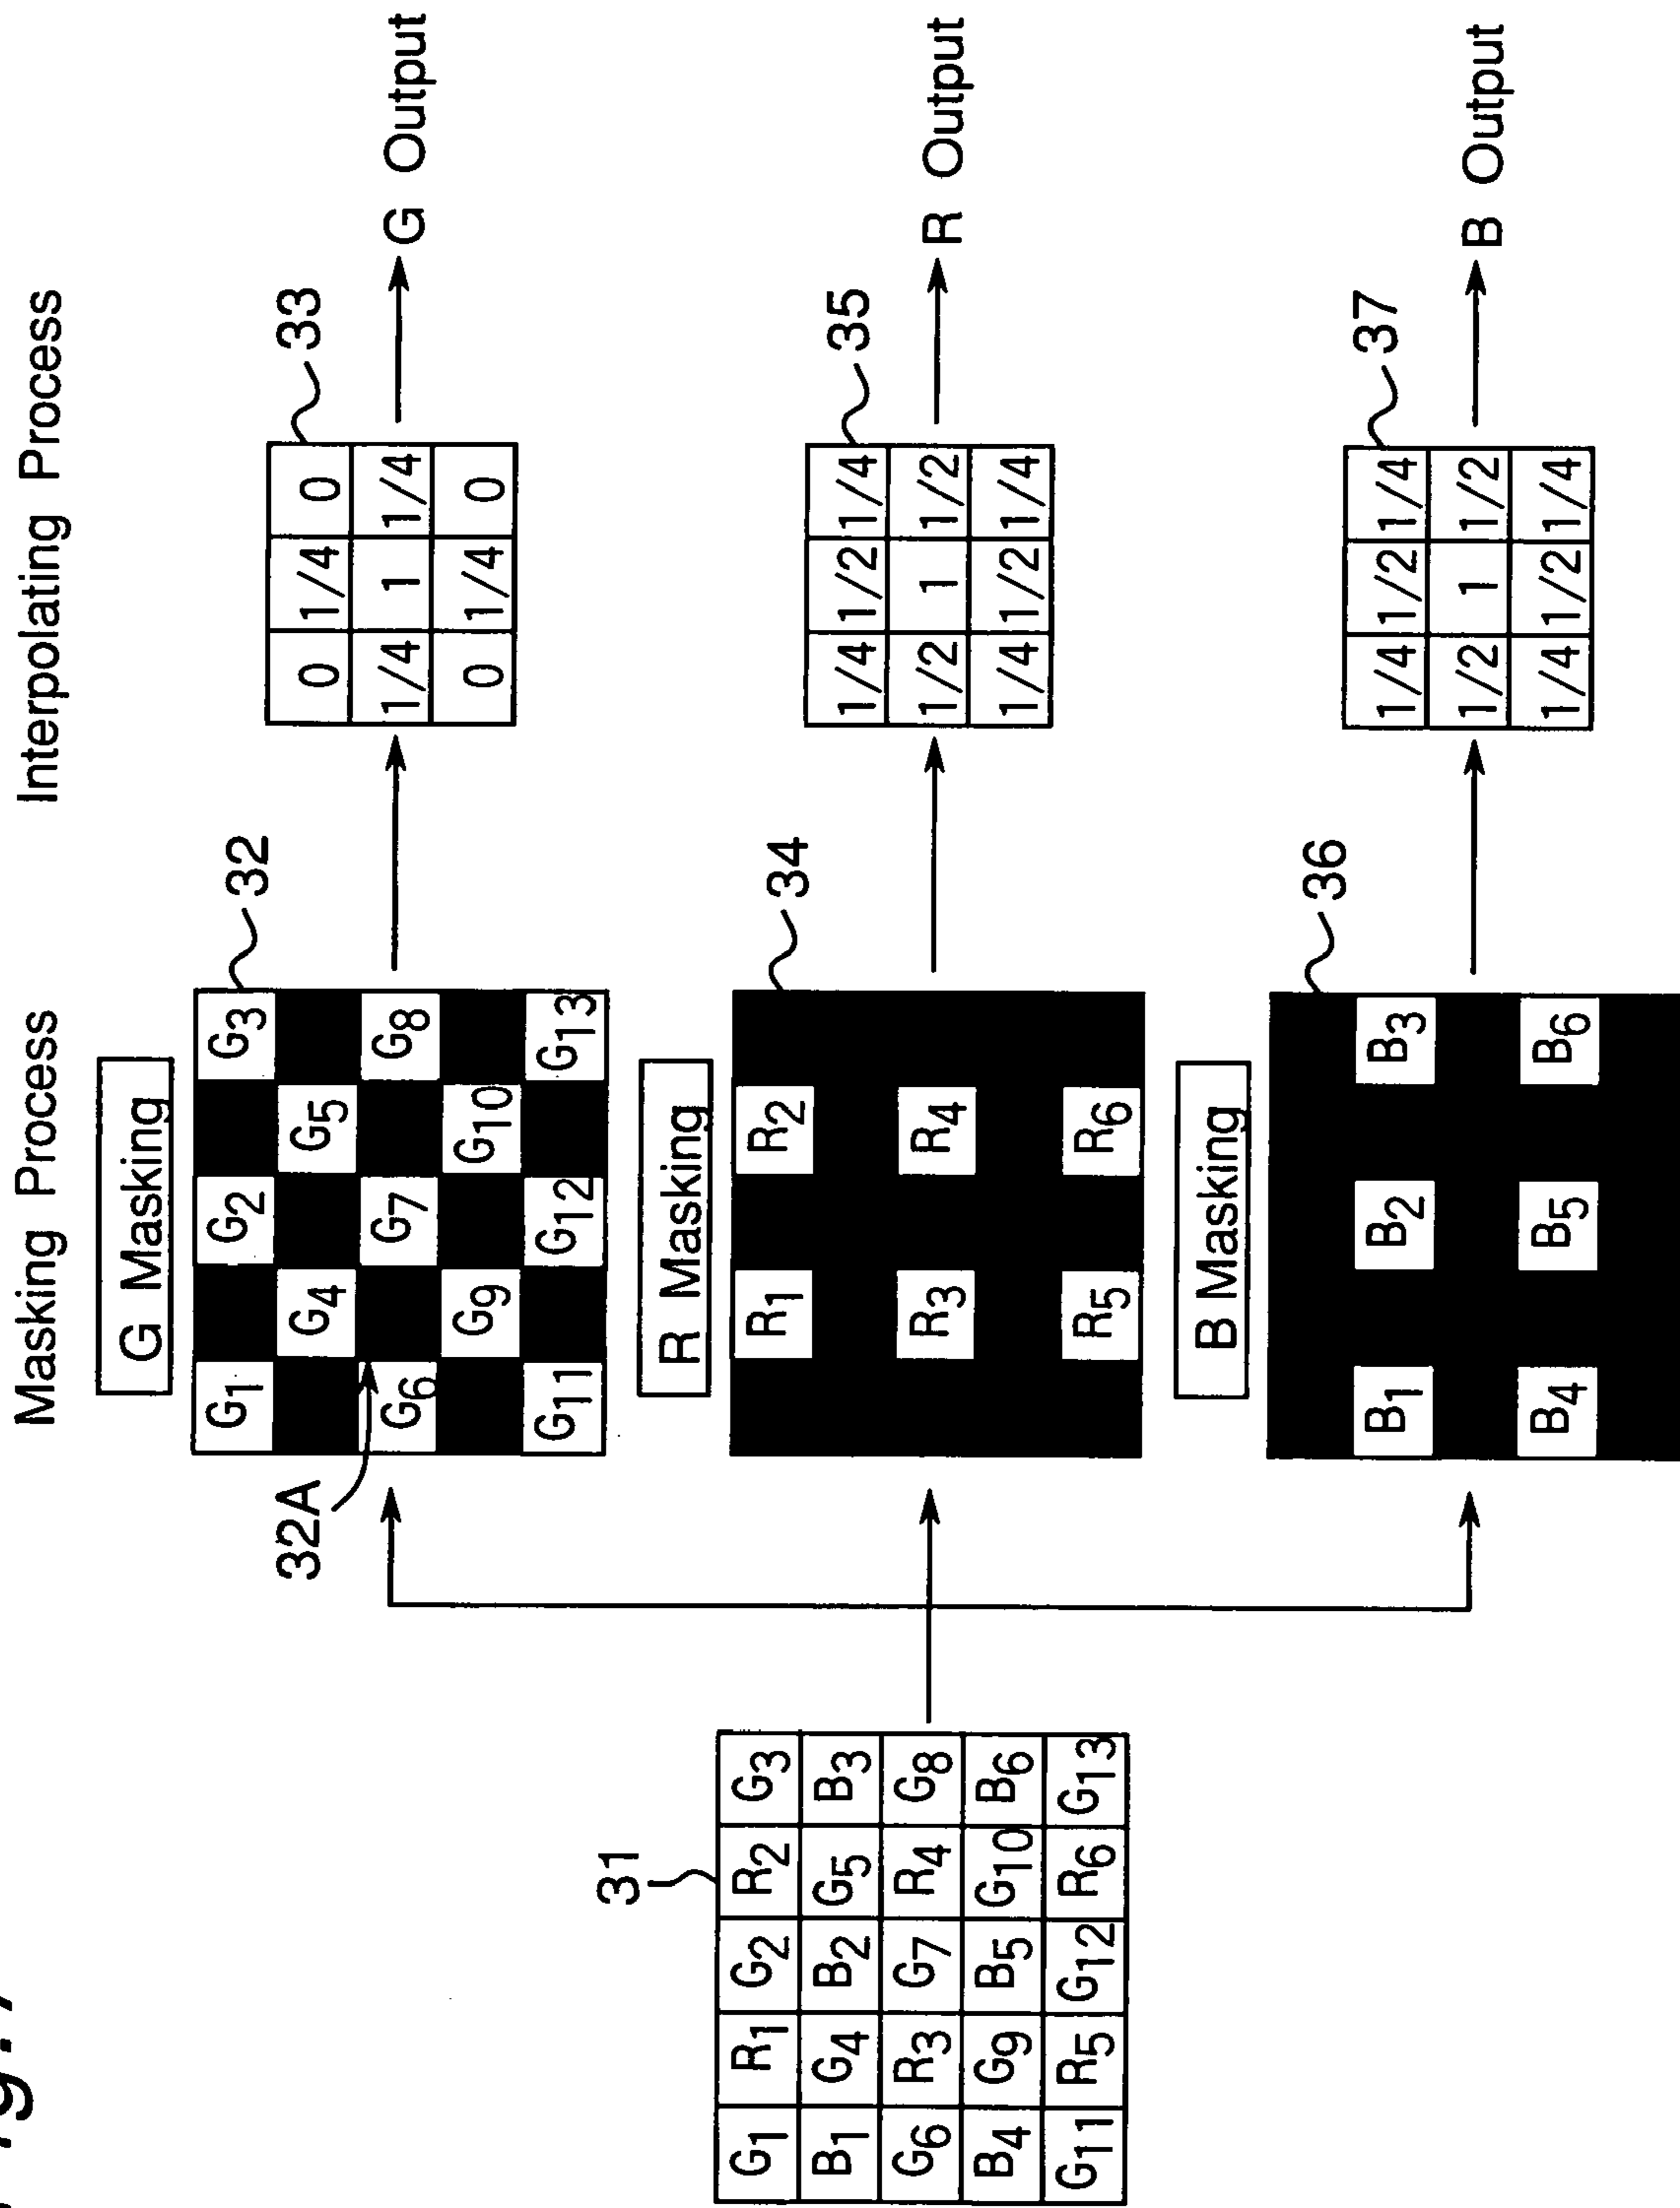 Masking Process
Interpolating Process
G Masking
32
G1 G2 G3
G4 G5
G6 G7 G8
G9 G10
G11 G12 G13
32A
33
0 1/4 0
1/4 1 1/4
0 1/4 0
G Output
31
G1 R1 G2 R2 G3
B1 G4 B2 G5 B3
G6 R3 G7 R4 G8
B4 G9 B5 G10 B6
G11 R5 G12 R6 G13
R Masking
34
R1 R2
R3 R4
R5 R6
35
1/4 1/2 1/4
1/2 1 1/2
1/4 1/2 1/4
R Output
B Masking
36
B1 B2 B3
B4 B5 B6
37
1/4 1/2 1/4
1/2 1 1/2
1/4 1/2 1/4
B Output